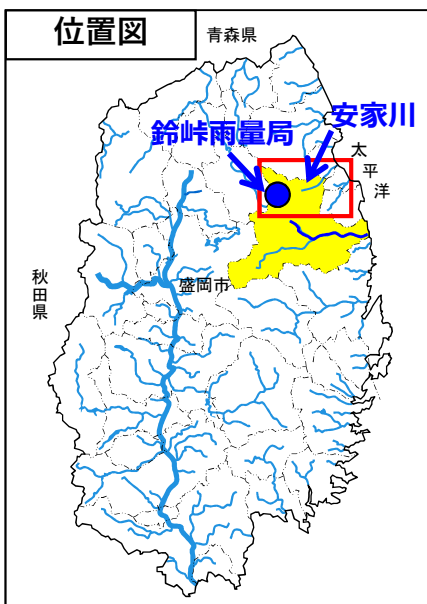 位置図
青森県
安家川
鈴峠雨量局
太平洋
秋田県
盛岡市